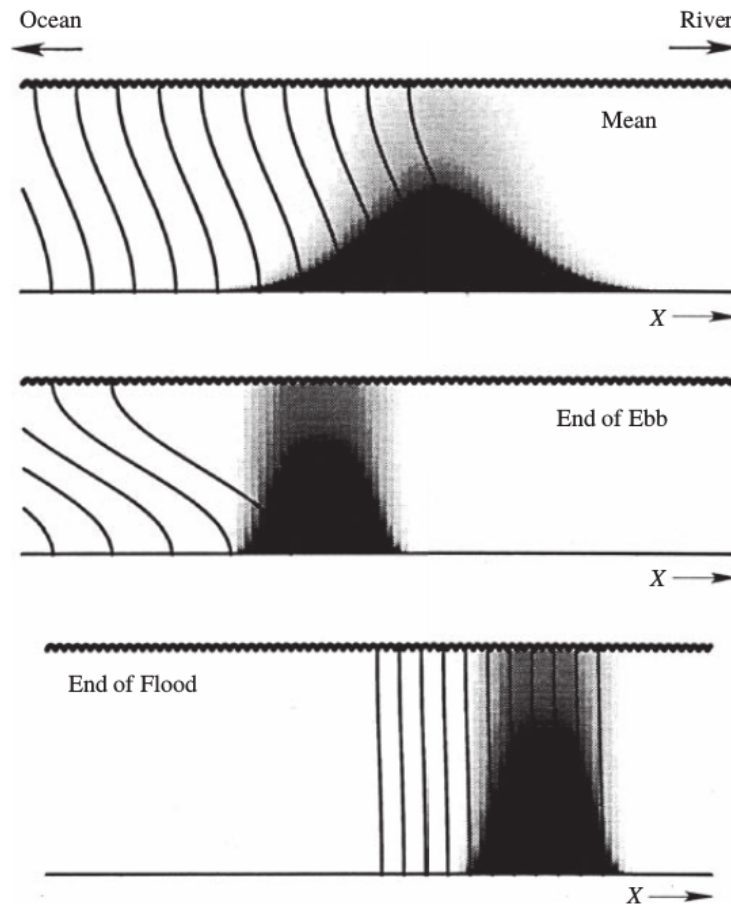 Ocean
River
Mean
X
End of Ebb
X
End of Flood
X